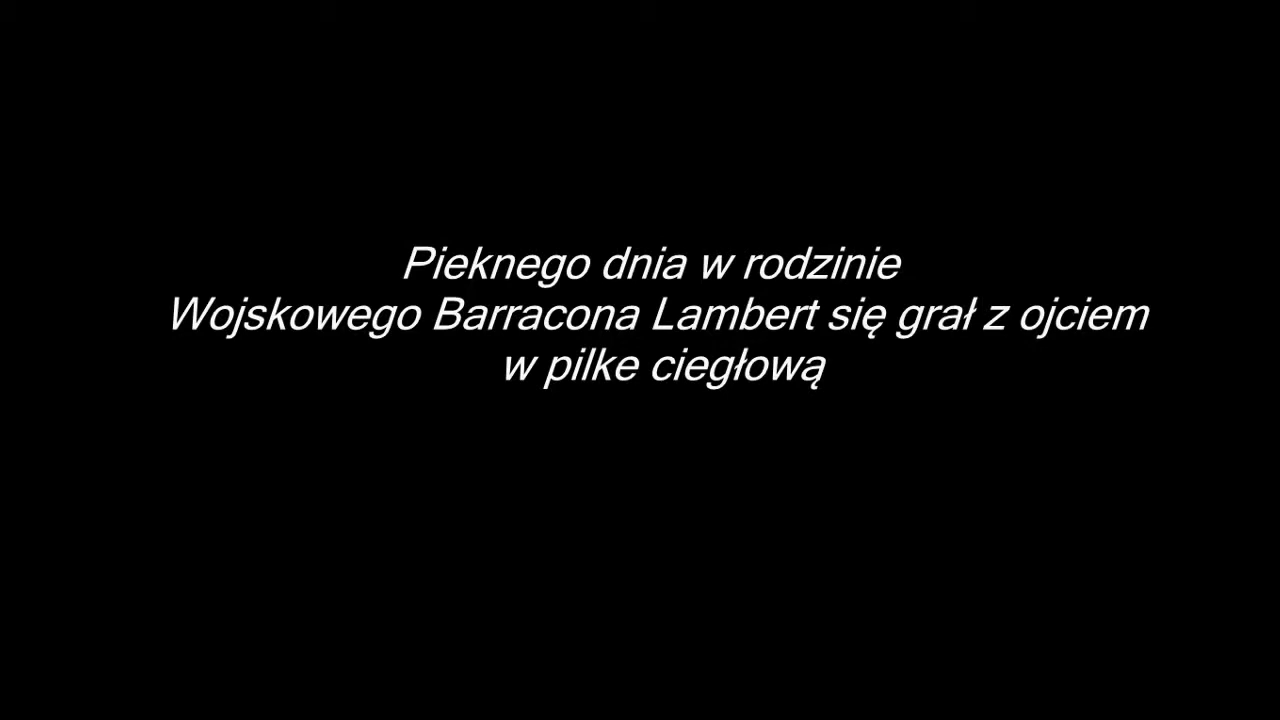 Pieknego dnia w rodzinie
Wojskowego Barracona Lambert się grał z ojciem
w pilke ciegłową